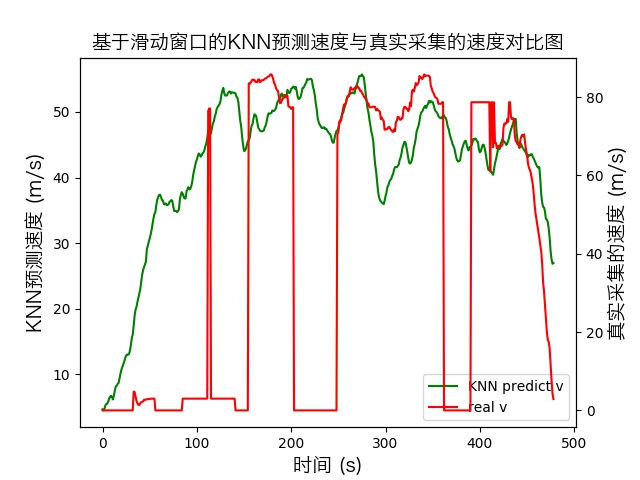 基于滑动窗口的KNN预测速度与真实采集的速度对比图
KNN预测速度 (m/s)
50
40
30
20
10
80
60
40
20
0
真实采集的速度 (m/s)
KNN predict v
real v
0 100 200 300 400 500
时间 (s)